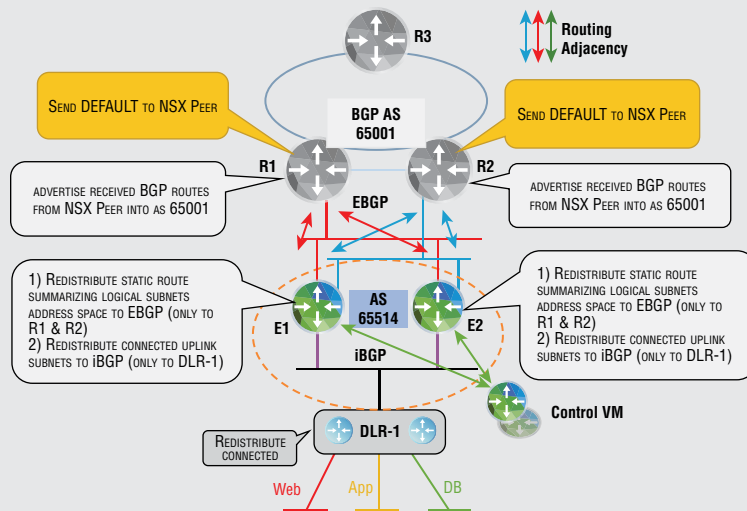 R3
Routing
Adjacency
SEND DEFAULT TO NSX PEER
BGP AS
65001
SEND DEFAULT TO NSX PEER
R1
R2
ADVERTISE RECEIVED BGP ROUTES
FROM NSX PEER INTO AS 65001
EBGP
ADVERTISE RECEIVED BGP ROUTES
FROM NSX PEER INTO AS 65001
1) REDISTRIBUTE STATIC ROUTE
SUMMARIZING LOGICAL SUBNETS
ADDRESS SPACE TO EBGP (ONLY TO
R1 & R2)
2) REDISTRIBUTE CONNECTED UPLINK
SUBNETS TO iBGP (ONLY TO DLR-1)
E1
AS
65514
E2
1) REDISTRIBUTE STATIC ROUTE
SUMMARIZING LOGICAL SUBNETS
ADDRESS SPACE TO EBGP (ONLY TO
R1 & R2)
2) REDISTRIBUTE CONNECTED UPLINK
SUBNETS TO iBGP (ONLY TO DLR-1)
iBGP
Control VM
REDISTRIBUTE
CONNECTED
DLR-1
Web
App
DB